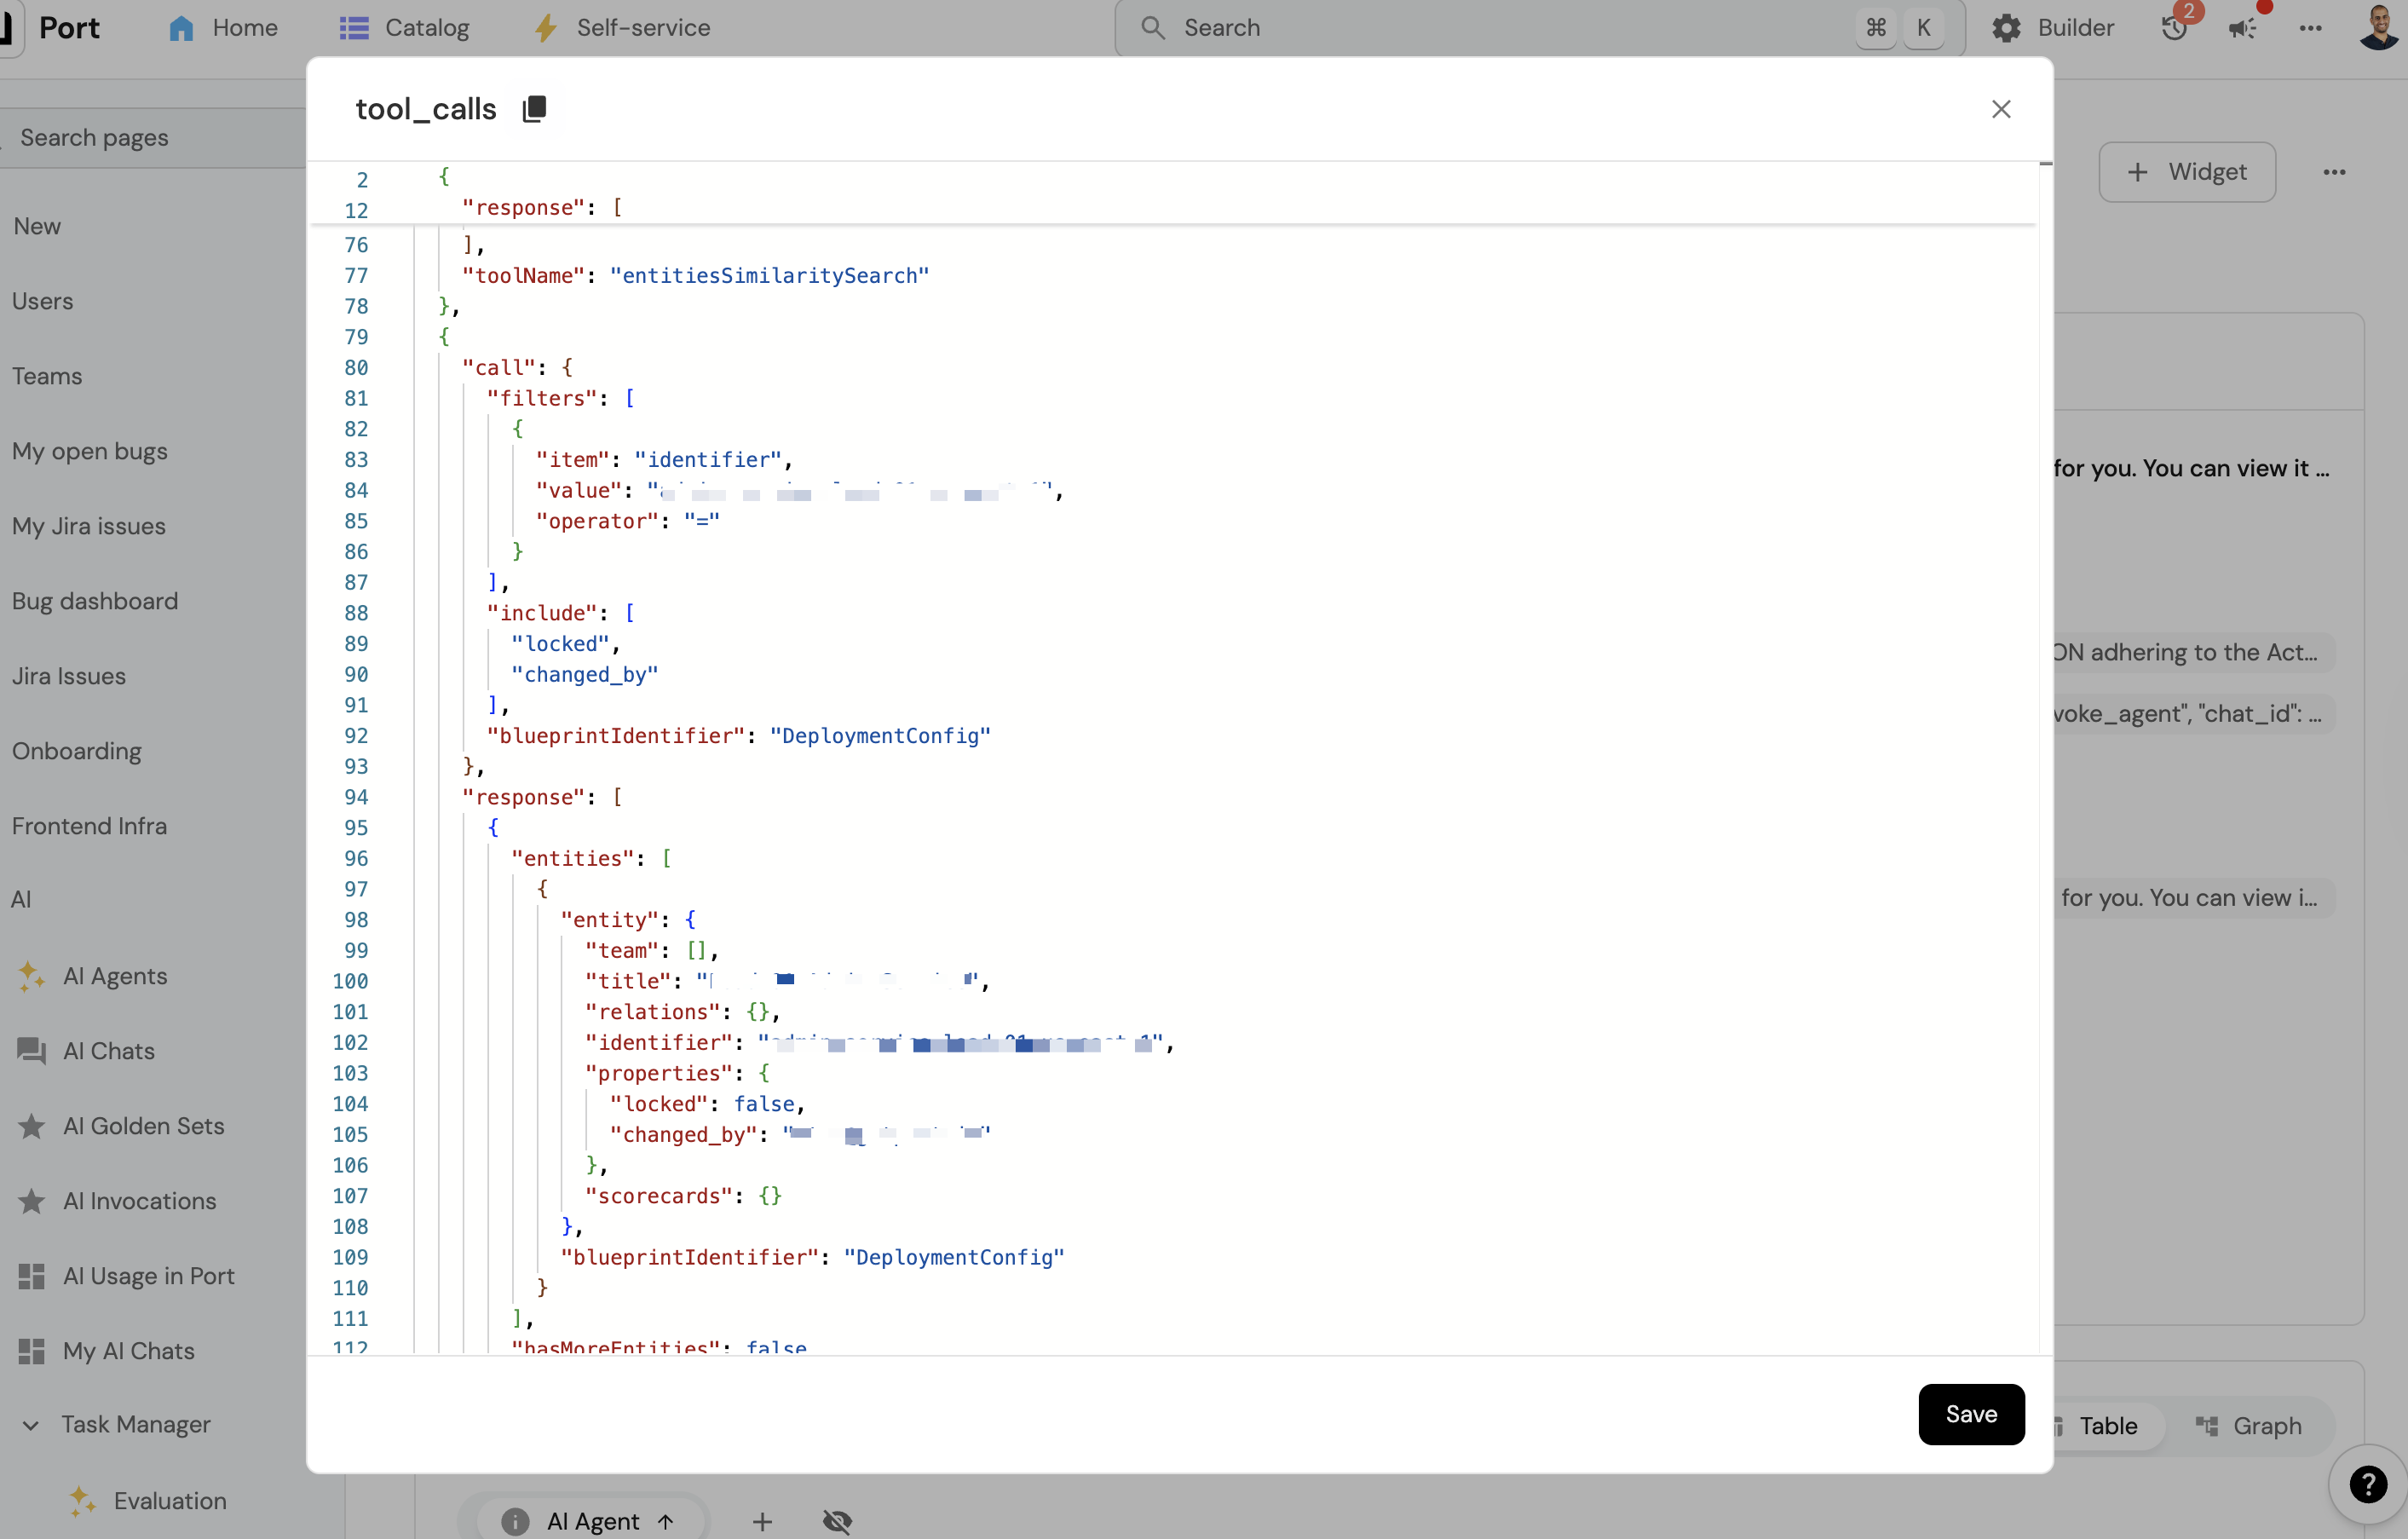 Port
Home
Catalog
Self-service
Search
⌘ K
Builder
2
Search pages
New
Users
Teams
My open bugs
My Jira issues
Bug dashboard
Jira Issues
Onboarding
Frontend Infra
AI
AI Agents
AI Chats
AI Golden Sets
AI Invocations
AI Usage in Port
My AI Chats
Task Manager
Evaluation
tool_calls
2 {
12 "response": [
76 ],
77 "toolName": "entitiesSimilaritySearch"
78 },
79 {
80 "call": {
81 "filters": [
82 {
83 "item": "identifier",
84 "value": "",
85 "operator": "="
86 }
87 ],
88 "include": [
89 "locked",
90 "changed_by"
91 ],
92 "blueprintIdentifier": "DeploymentConfig"
93 },
94 "response": [
95 {
96 "entities": [
97 {
98 "entity": {
99 "team": [],
100 "title": "",
101 "relations": {},
102 "identifier": "",
103 "properties": {
104 "locked": false,
105 "changed_by": ""
106 },
107 "scorecards": {}
108 },
109 "blueprintIdentifier": "DeploymentConfig"
110 }
111 ],
112 "hasMoreEntities": false
Save
+ Widget
for you. You can view it ...
ON adhering to the Act...
voke_agent", "chat_id": ...
for you. You can view i...
Table
Graph
?
AI Agent ↑
+